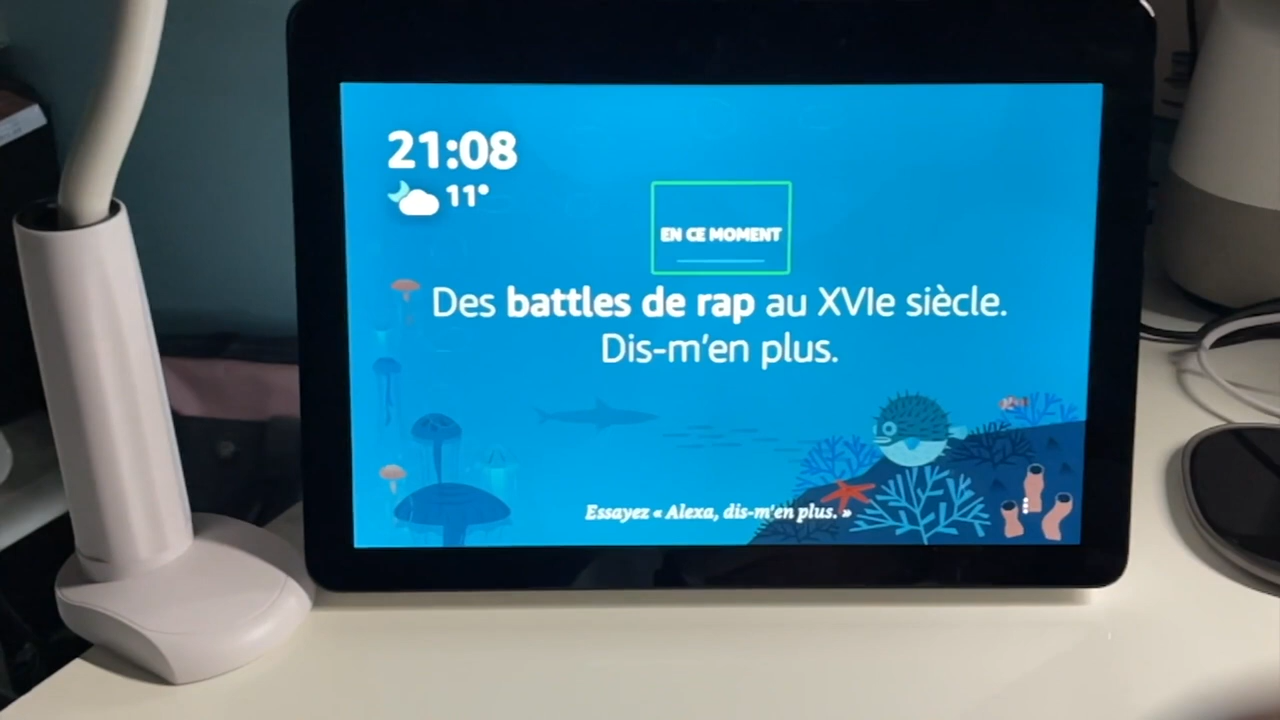 21:08
11°
EN CE MOMENT
Des battles de rap au XVIe siècle.
Dis-m'en plus.
Essayez « Alexa, dis-m'en plus. »